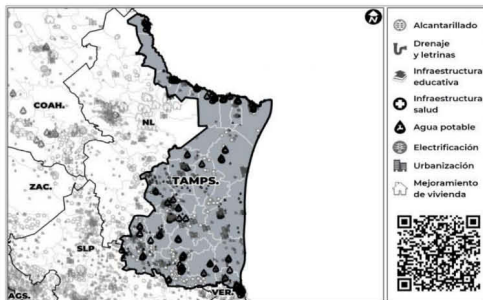 COAH.
NL
TAMPS.
ZAC.
SLP
AGS.
VER.
Alcantarillado
Drenaje
y letrinas
Infraestructura
educativa
Infraestructura
salud
Agua potable
Electrificación
Urbanización
Mejoramiento
de vivienda